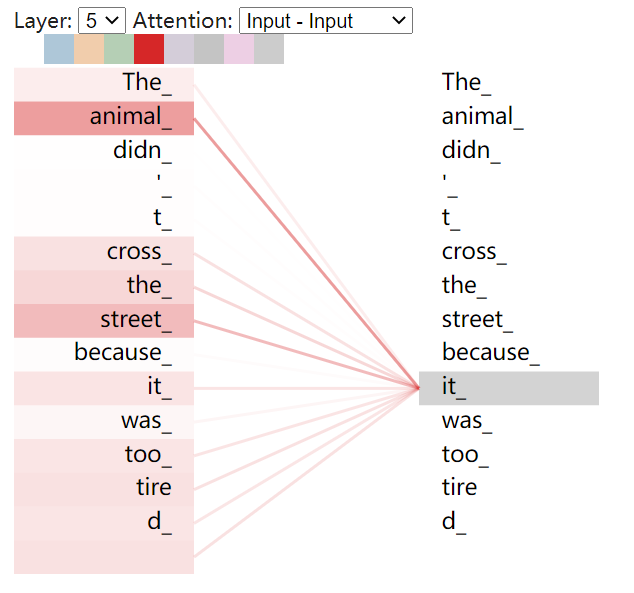 Layer: 5 Attention: Input - Input
The_ The_
animal_ animal_
didn_ didn_
'_ '_
t_ t_
cross_ cross_
the_ the_
street_ street_
because_ because_
it_ it_
was_ was_
too_ too_
tire tire
d_ d_